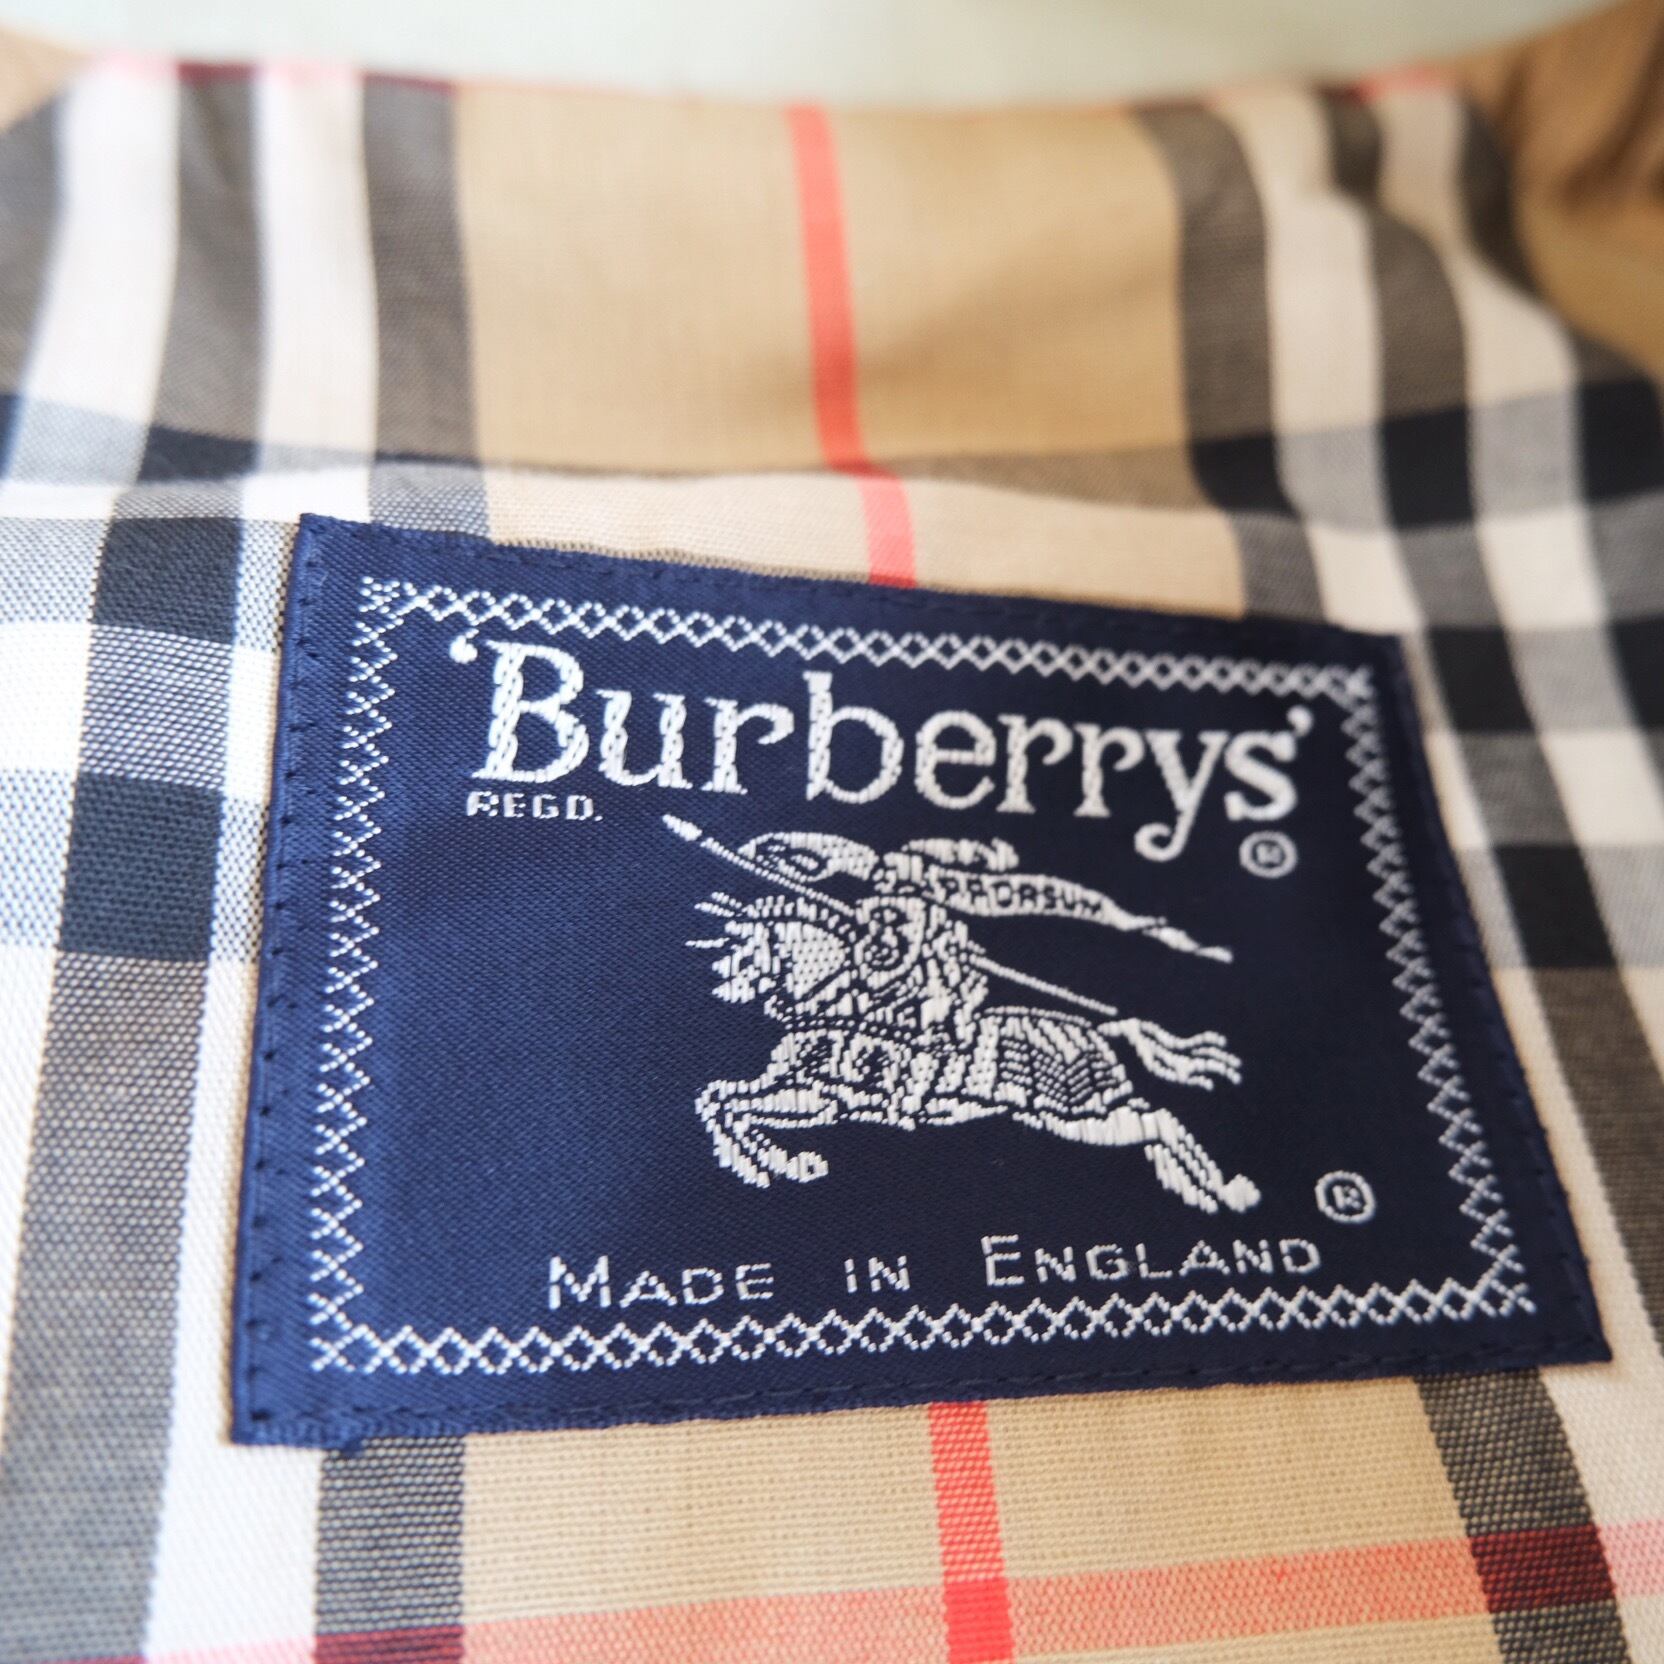 'Burberrys'
REGD.
®
PRORSUM
®
MADE IN ENGLAND